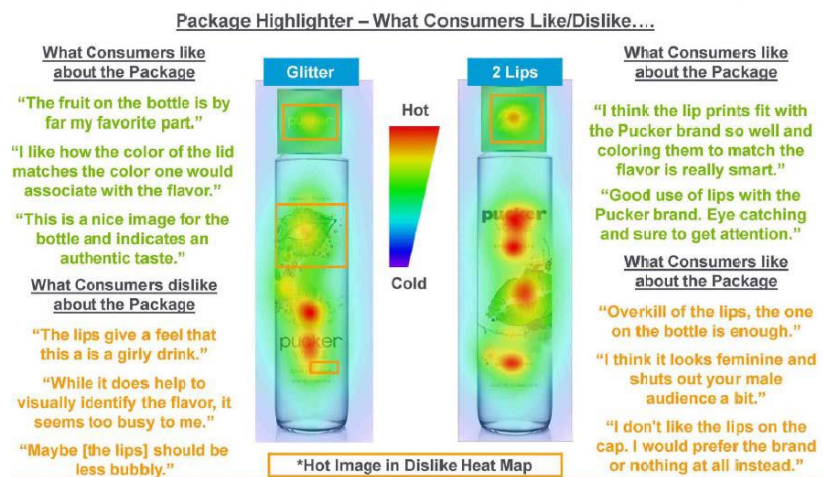 Package Highlighter – What Consumers Like/Dislike….
What Consumers like
about the Package
“The fruit on the bottle is by
far my favorite part.”
“I like how the color of the lid
matches the color one would
associate with the flavor.”
“This is a nice image for the
bottle and indicates an
authentic taste.”
What Consumers dislike
about the Package
“The lips give a feel that
this a is a girly drink.”
“While it does help to
visually identify the flavor, it
seems too busy to me.”
“Maybe [the lips] should be
less bubbly.”
Glitter
pucker
pucker
Hot
Cold
2 Lips
pucker
*Hot Image in Dislike Heat Map
What Consumers like
about the Package
“I think the lip prints fit with
the Pucker brand so well and
coloring them to match the
flavor is really smart.”
“Good use of lips with the
Pucker brand. Eye catching
and sure to get attention.”
What Consumers like
about the Package
“Overkill of the lips, the one
on the bottle is enough.”
“I think it looks feminine and
shuts out your male
audience a bit.”
“I don't like the lips on the
cap. I would prefer the brand
or nothing at all instead.”